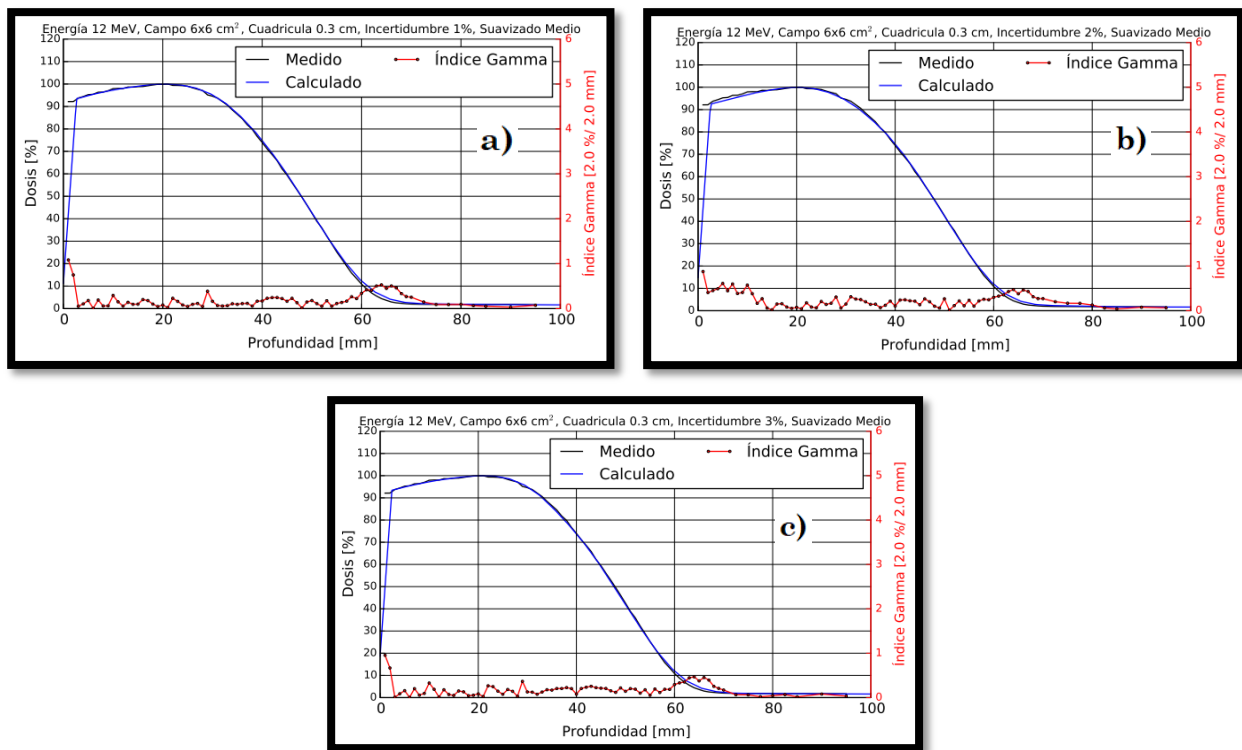 Energía 12 MeV, Campo 6x6 cm², Cuadricula 0.3 cm, Incertidumbre 1%, Suavizado Medio
Medido
Calculado
Índice Gamma
a)
Dosis [%]
120
110
100
90
80
70
60
50
40
30
20
10
0
0 20 40 60 80 100
Profundidad [mm]
6
5
4
3
2
1
0
Índice Gamma [2.0 %/ 2.0 mm]
Energía 12 MeV, Campo 6x6 cm², Cuadricula 0.3 cm, Incertidumbre 2%, Suavizado Medio
Medido
Calculado
Índice Gamma
b)
Dosis [%]
120
110
100
90
80
70
60
50
40
30
20
10
0
0 20 40 60 80 100
Profundidad [mm]
6
5
4
3
2
1
0
Índice Gamma [2.0 %/ 2.0 mm]
Energía 12 MeV, Campo 6x6 cm², Cuadricula 0.3 cm, Incertidumbre 3%, Suavizado Medio
Medido
Calculado
Índice Gamma
c)
Dosis [%]
120
110
100
90
80
70
60
50
40
30
20
10
0
0 20 40 60 80 100
Profundidad [mm]
6
5
4
3
2
1
0
Índice Gamma [2.0 %/ 2.0 mm]